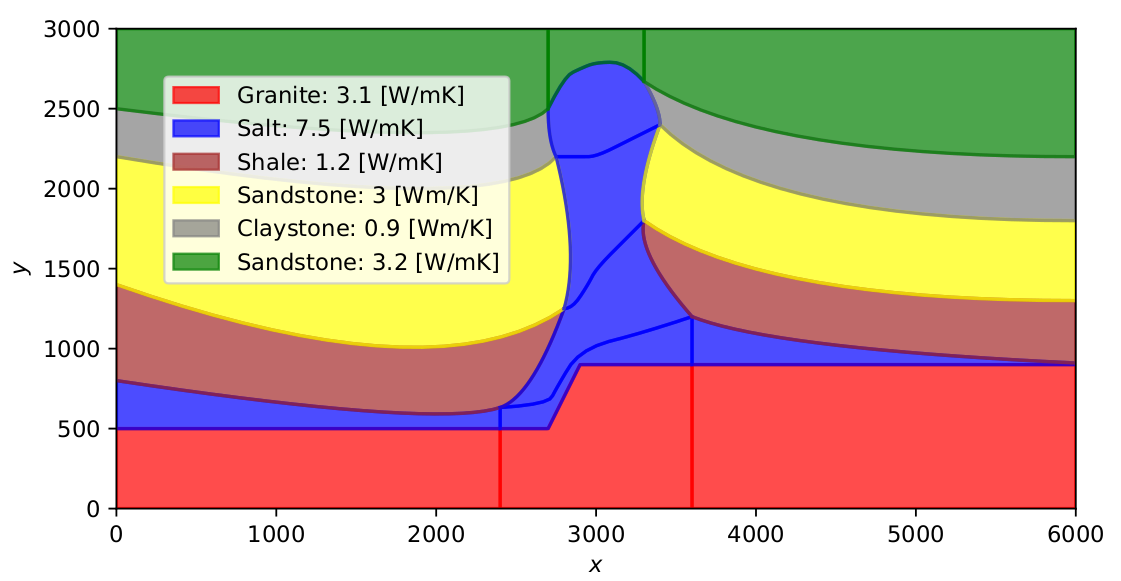 3000
2500
2000
1500
1000
500
0
y
Granite: 3.1 [W/mK]
Salt: 7.5 [W/mK]
Shale: 1.2 [W/mK]
Sandstone: 3 [Wm/K]
Claystone: 0.9 [Wm/K]
Sandstone: 3.2 [W/mK]
0 1000 2000 3000 4000 5000 6000
x